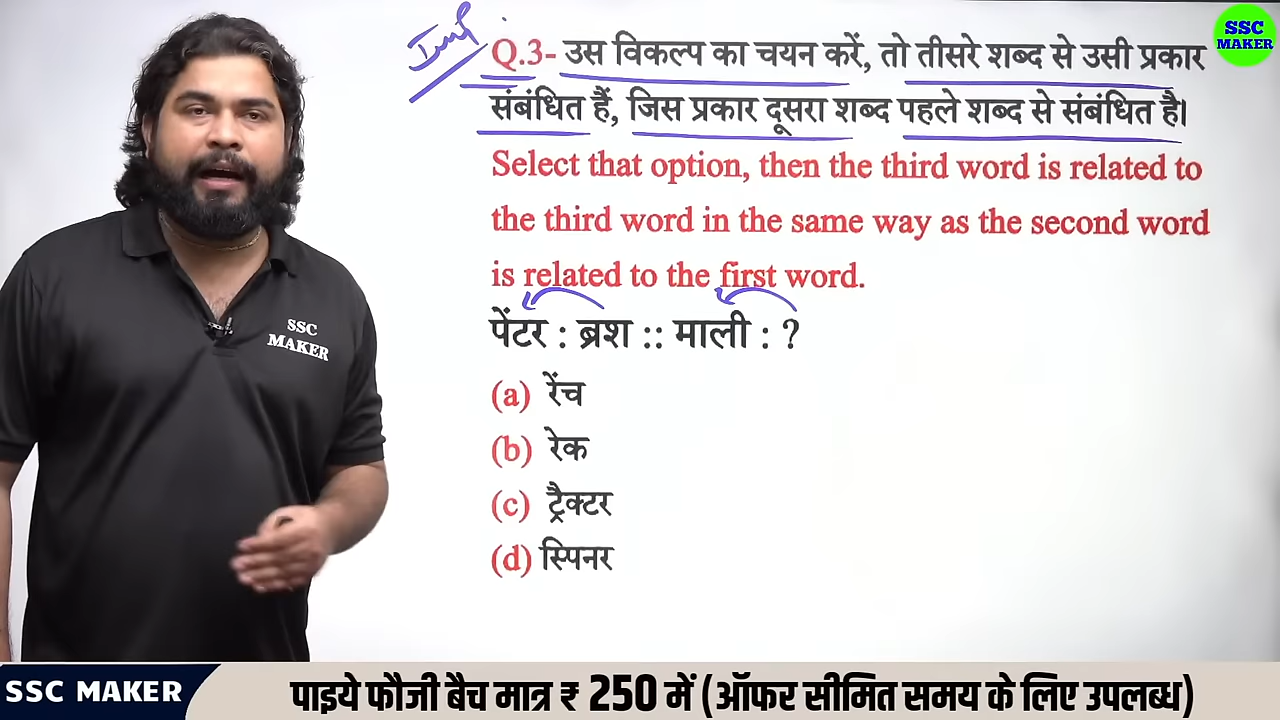 SSC
MAKER
Imp
Q.3- उस विकल्प का चयन करें, तो तीसरे शब्द से उसी प्रकार
संबंधित हैं, जिस प्रकार दूसरा शब्द पहले शब्द से संबंधित है।
Select that option, then the third word is related to
the third word in the same way as the second word
is related to the first word.
पेंटर : ब्रश :: माली : ?
(a) रेंच
(b) रेक
(c) ट्रैक्टर
(d) स्पिनर
SSC
MAKER
SSC MAKER
पाइये फौजी बैच मात्र ₹ 250 में (ऑफर सीमित समय के लिए उपलब्ध)